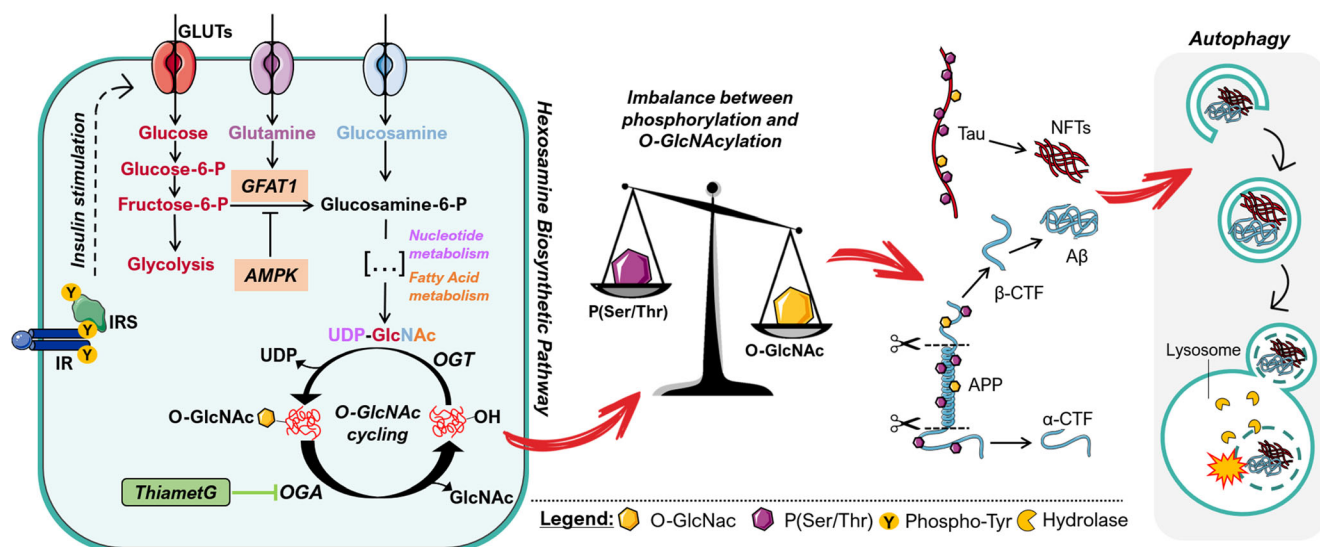 GLUTs
Insulin stimulation
Glucose
Glutamine
Glucosamine
Glucose-6-P
GFAT1
Fructose-6-P
Glucosamine-6-P
Glycolysis
AMPK
Nucleotide
metabolism
[...]
Fatty Acid
metabolism
Y
IRS
Y
Y
IR
UDP-GlcNAc
UDP
OGT
O-GlcNAc
O-GlcNAc
cycling
OH
ThiametG
OGA
GlcNAc
Hexosamine Biosynthetic Pathway
Imbalance between
phosphorylation and
O-GlcNAcylation
P(Ser/Thr)
O-GlcNAc
Tau
NFTs
Aβ
β-CTF
APP
α-CTF
Autophagy
Lysosome
Legend: O-GlcNac P(Ser/Thr) Y Phospho-Tyr Hydrolase